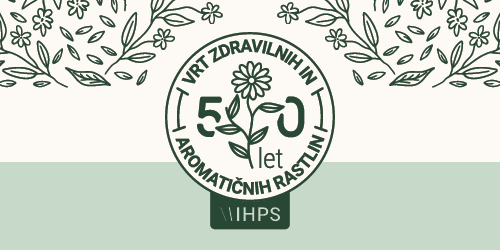 VRT ZDRAVILNIH IN
50
let
AROMATIČNIH RASTLIN
IHPS